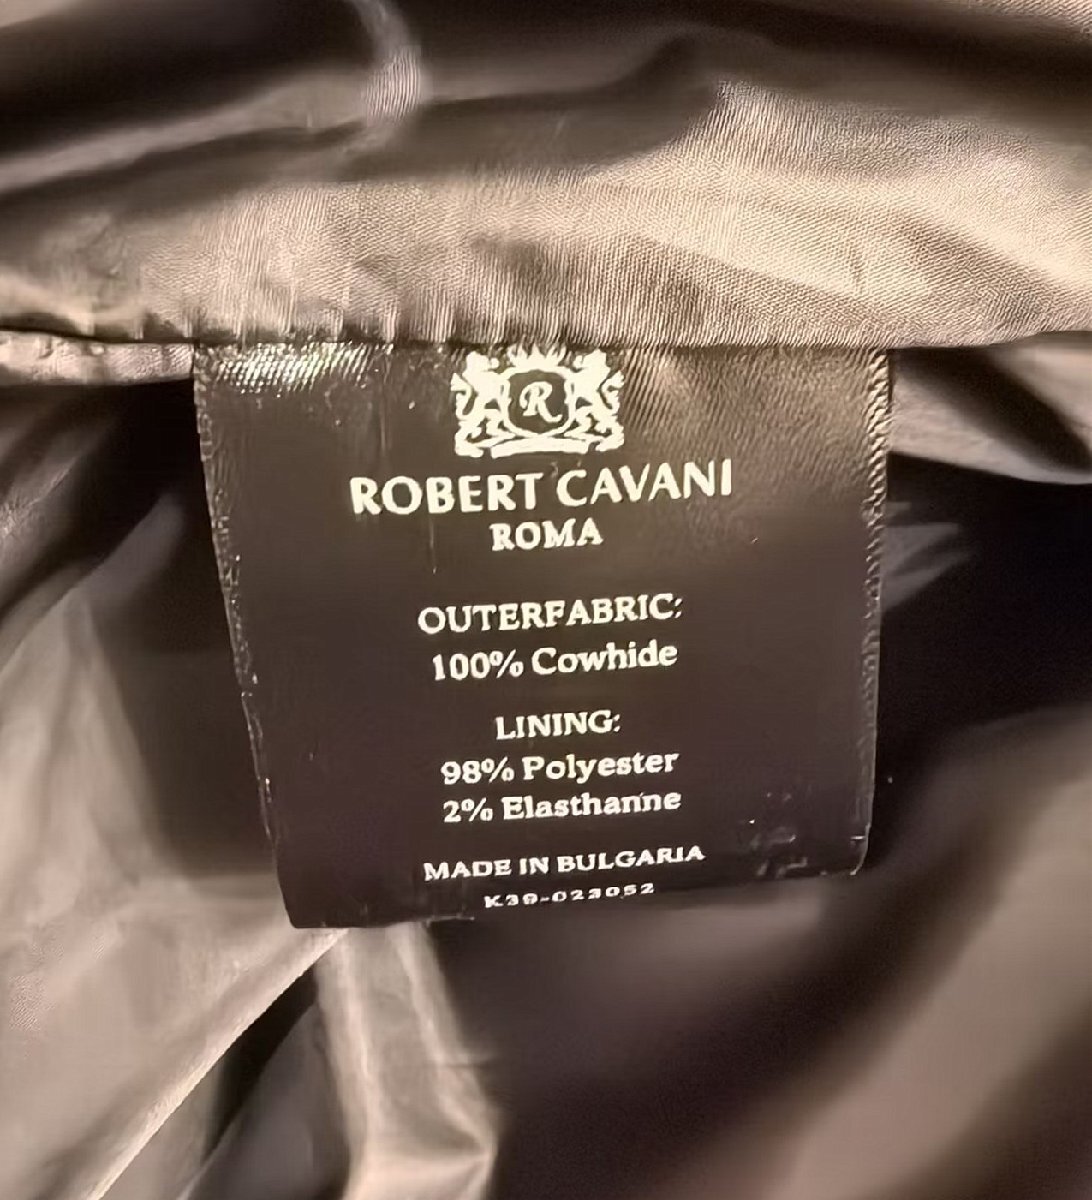 R
ROBERT CAVANI
ROMA
OUTERFABRIC:
100% Cowhide
LINING:
98% Polyester
2% Elasthanne
MADE IN BULGARIA
K39-023052